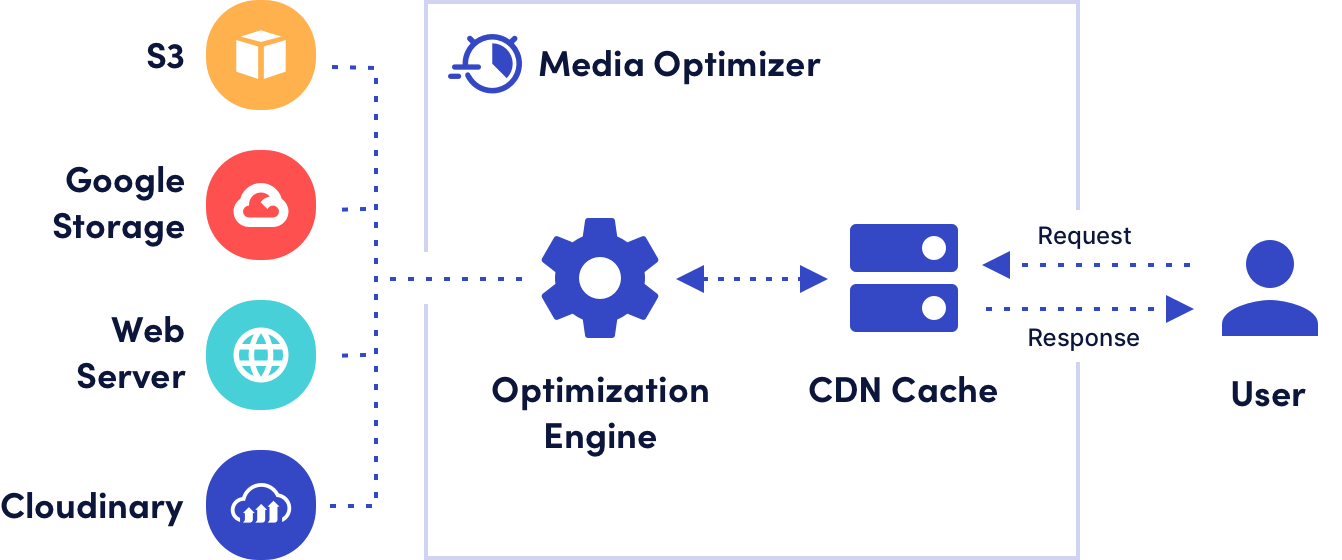 S3
Media Optimizer
Google
Storage
Request
Response
Web
Server
Optimization
Engine
CDN Cache
User
Cloudinary